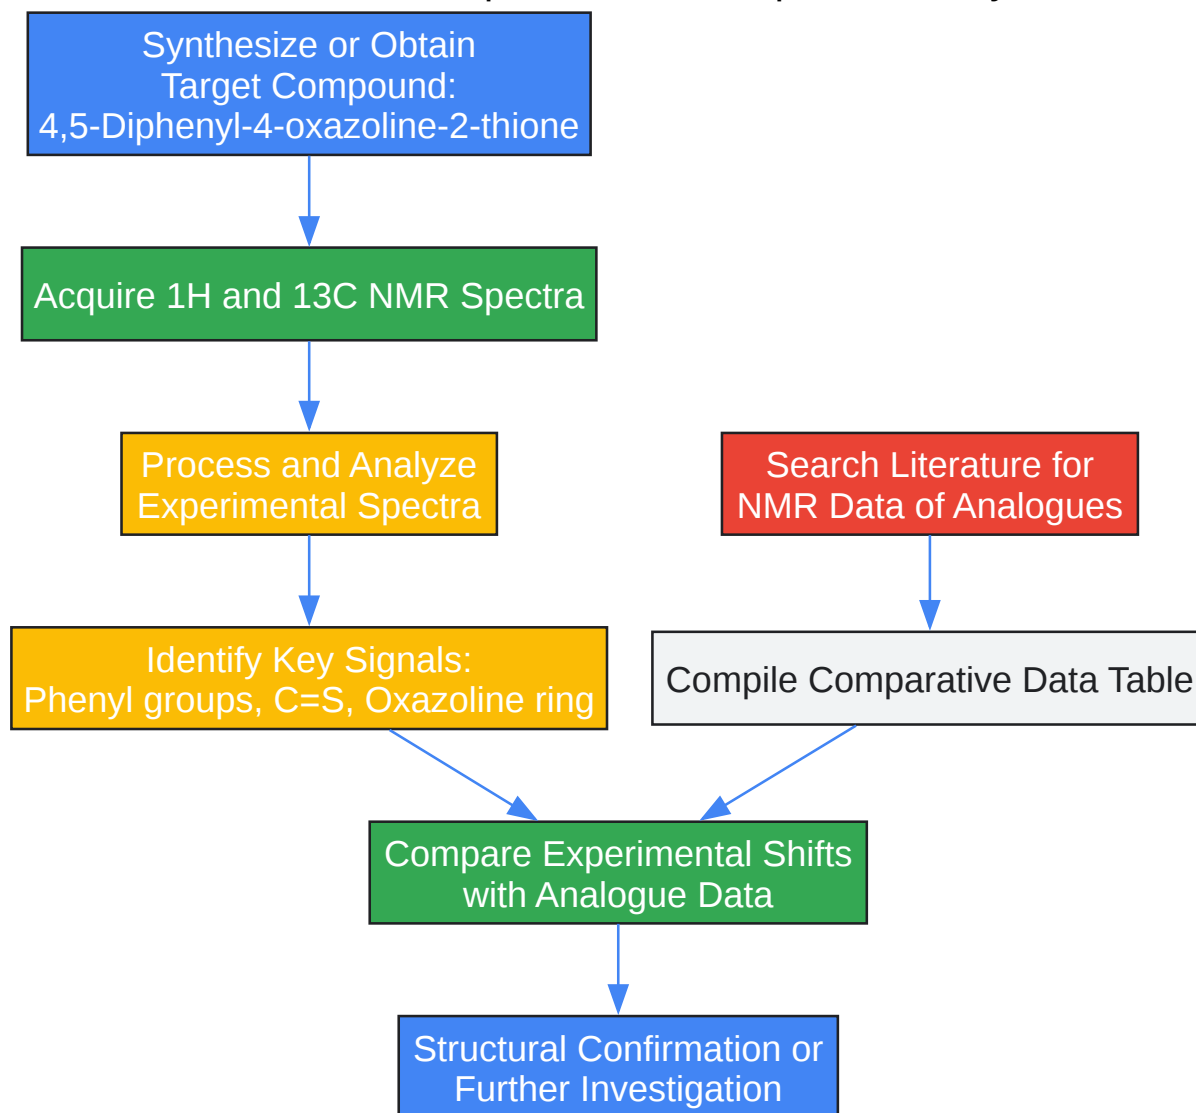 Synthesize or Obtain
Target Compound:
4,5-Diphenyl-4-oxazoline-2-thione
Acquire 1H and 13C NMR Spectra
Process and Analyze
Experimental Spectra
Search Literature for
NMR Data of Analogues
Identify Key Signals:
Phenyl groups, C=S, Oxazoline ring
Compile Comparative Data Table
Compare Experimental Shifts
with Analogue Data
Structural Confirmation or
Further Investigation